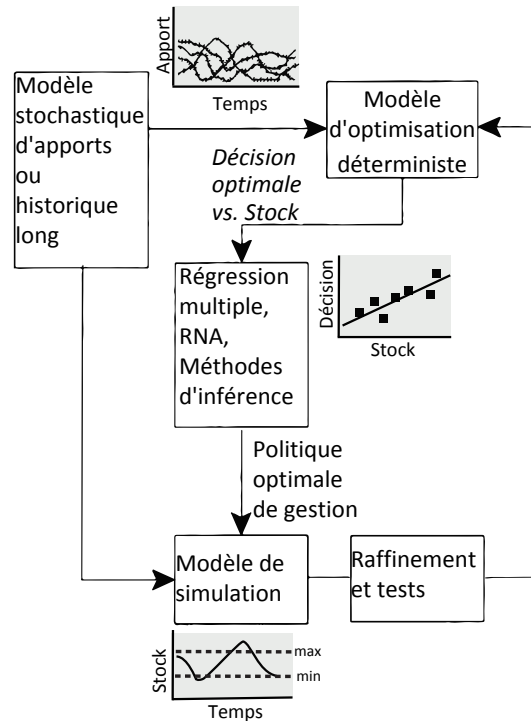 Apport
Temps
Modèle
stochastique
d'apports
ou
historique
long
Modèle
d'optimisation
déterministe
Décision
optimale
vs. Stock
Régression
multiple,
RNA,
Méthodes
d'inférence
Décision
Stock
Politique
optimale
de gestion
Modèle de
simulation
Raffinement
et tests
Stock
max
min
Temps